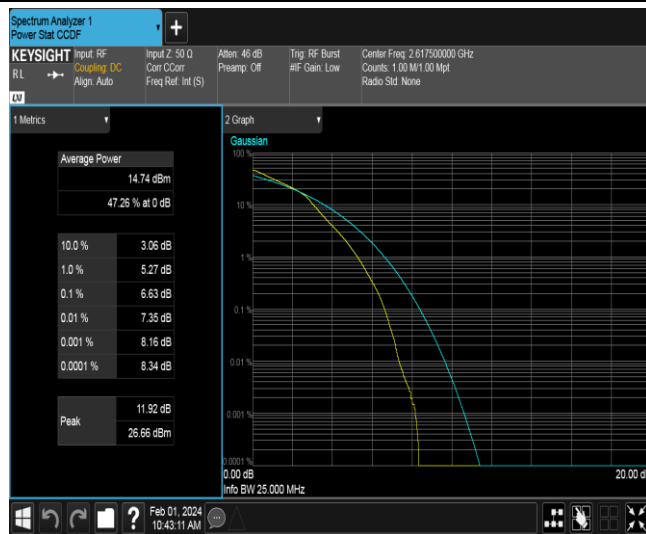 Spectrum Analyzer 1
Power Stat CCDF
+
KEYSIGHT
RL
Input: RF
Coupling: DC
Align: Auto
Input Z: 50 Ω
Corr CCorr
Freq Ref: Int (S)
Atten: 46 dB
Preamp: Off
Trig: RF Burst
#IF Gain: Low
Center Freq: 2.617500000 GHz
Counts: 1.00 M/1.00 Mpt
Radio Std: None
LXI
1 Metrics
Average Power
14.74 dBm
47.26 % at 0 dB
10.0 % 3.06 dB
1.0 % 5.27 dB
0.1 % 6.63 dB
0.01 % 7.35 dB
0.001 % 8.16 dB
0.0001 % 8.34 dB
Peak
11.92 dB
26.66 dBm
2 Graph
Gaussian
100 %
10 %
1 %
0.1 %
0.01 %
0.001 %
0.0001 %
0.00 dB
20.00 d
Info BW 25.000 MHz
?
Feb 01, 2024
10:43:11 AM